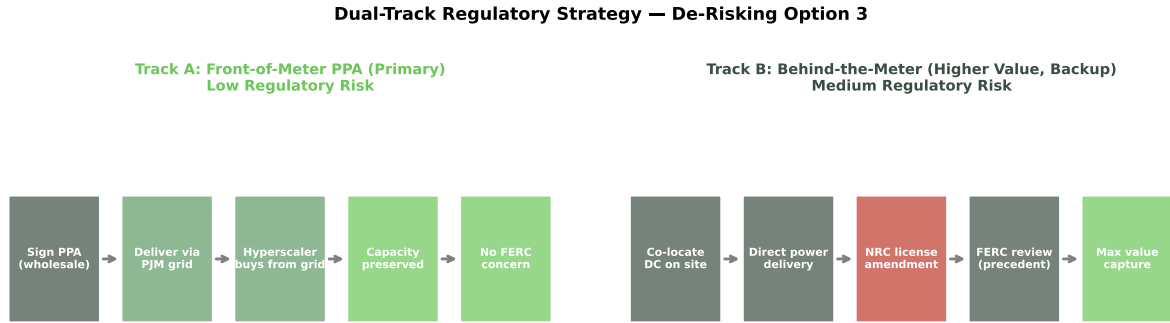 Dual-Track Regulatory Strategy — De-Risking Option 3
Track A: Front-of-Meter PPA (Primary)
Low Regulatory Risk
Track B: Behind-the-Meter (Higher Value, Backup)
Medium Regulatory Risk
Sign PPA
(wholesale)
Deliver via
PJM grid
Hyperscaler
buys from grid
Capacity
preserved
No FERC
concern
Co-locate
DC on site
Direct power
delivery
NRC license
amendment
FERC review
(precedent)
Max value
capture